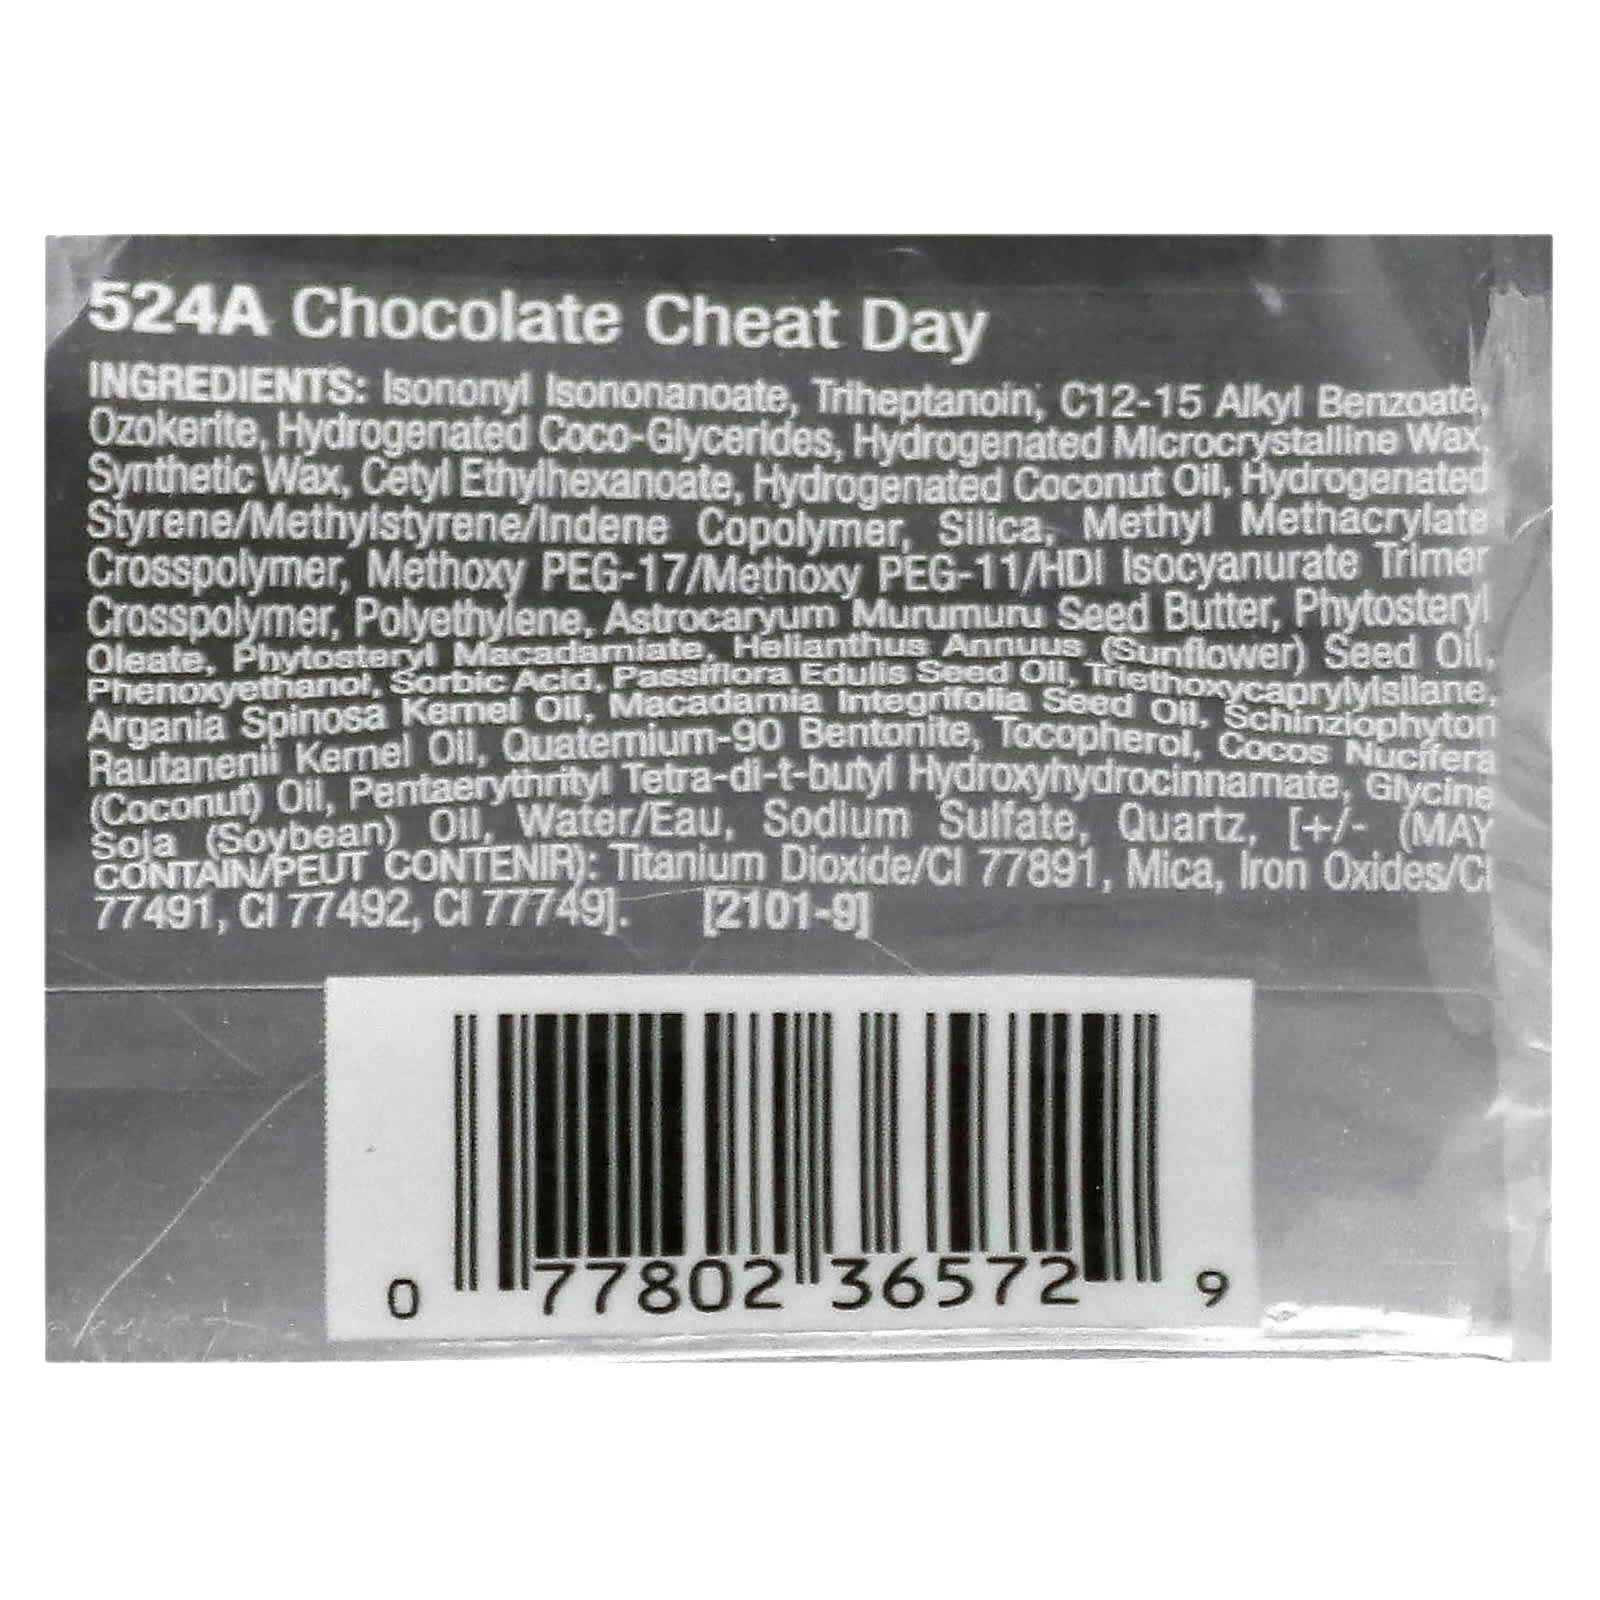 524A Chocolate Cheat Day
INGREDIENTS: Isononyl Isononanoate, Triheptanoin, C12-15 Alkyl Benzoate,
Ozokerite, Hydrogenated Coco-Glycerides, Hydrogenated Microcrystalline Wax,
Synthetic Wax, Cetyl Ethylhexanoate, Hydrogenated Coconut Oil, Hydrogenated
Styrene/Methylstyrene/Indene Copolymer, Silica, Methyl Methacrylate
Crosspolymer, Methoxy PEG-17/Methoxy PEG-11/HDI Isocyanurate Trimer
Crosspolymer, Polyethylene, Astrocaryum Murumuru Seed Butter, Phytosteryl
Oleate, Phytosteryl Macadamiate, Helianthus Annuus (Sunflower) Seed Oil,
Phenoxyethanol, Sorbic Acid, Passiflora Edulis Seed Oil, Triethoxycaprylylsilane,
Argania Spinosa Kernel Oil, Macadamia Integrifolia Seed Oil, Schinziophyton
Rautanenii Kernel Oil, Quaternium-90 Bentonite, Tocopherol, Cocos Nucifera
(Coconut) Oil, Pentaerythrityl Tetra-di-t-butyl Hydroxyhydrocinnamate, Glycine
Soja (Soybean) Oil, Water/Eau, Sodium Sulfate, Quartz, [+/- (MAY
CONTAIN/PEUT CONTENIR): Titanium Dioxide/CI 77891, Mica, Iron Oxides/CI
77491, CI 77492, CI 77749]. [2101-9]
0 77802 36572 9